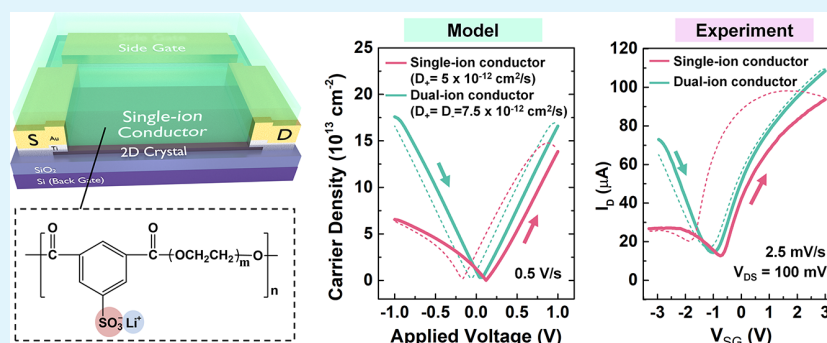 Side Gate
Single-ion
Conductor
S
Au
Ti
D
2D Crystal
SiO₂
Si (Back Gate)
O
O
C
C
(OCH₂CH₂)m
O
n
SO₃⁻ Li⁺
Model
Single-ion conductor
(D₊= 5 x 10⁻¹² cm²/s)
Dual-ion conductor
(D₊= D₋=7.5 x 10⁻¹² cm²/s)
Carrier Density (10¹³ cm⁻²)
25
20
15
10
5
0
0.5 V/s
-1.0 -0.5 0.0 0.5 1.0
Applied Voltage (V)
Experiment
Single-ion conductor
Dual-ion conductor
I_D (μA)
120
100
80
60
40
20
0
2.5 mV/s
V_DS = 100 mV
-3 -2 -1 0 1 2 3
V_SG (V)